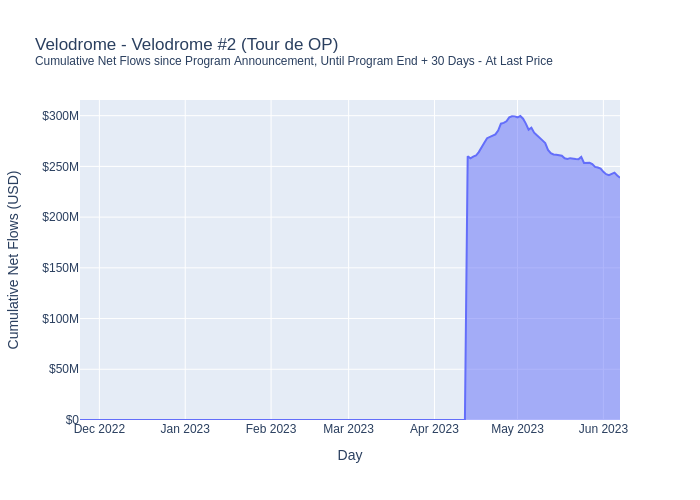 Velodrome - Velodrome #2 (Tour de OP)
Cumulative Net Flows since Program Announcement, Until Program End + 30 Days - At Last Price
Cumulative Net Flows (USD)
$300M
$250M
$200M
$150M
$100M
$50M
$0
Dec 2022 Jan 2023 Feb 2023 Mar 2023 Apr 2023 May 2023 Jun 2023
Day